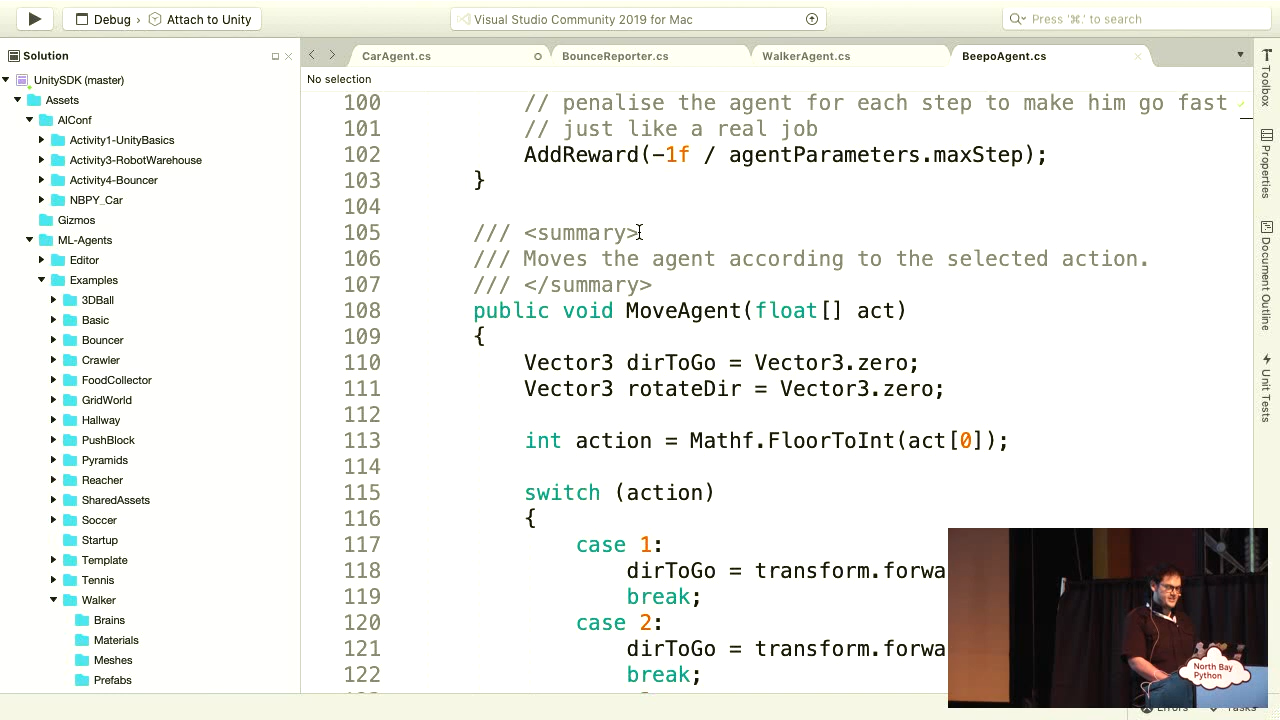 Debug › Attach to Unity
Visual Studio Community 2019 for Mac
Press '⌘.' to search
Solution
CarAgent.cs
BounceReporter.cs
WalkerAgent.cs
BeepoAgent.cs
No selection
UnitySDK (master)
Assets
AIConf
Activity1-UnityBasics
Activity3-RobotWarehouse
Activity4-Bouncer
NBPY_Car
Gizmos
ML-Agents
Editor
Examples
3DBall
Basic
Bouncer
Crawler
FoodCollector
GridWorld
Hallway
PushBlock
Pyramids
Reacher
SharedAssets
Soccer
Startup
Template
Tennis
Walker
Brains
Materials
Meshes
Prefabs
100 // penalise the agent for each step to make him go fast
101 // just like a real job
102 AddReward(-1f / agentParameters.maxStep);
103 }
104
105 /// <summary>
106 /// Moves the agent according to the selected action.
107 /// </summary>
108 public void MoveAgent(float[] act)
109 {
110 Vector3 dirToGo = Vector3.zero;
111 Vector3 rotateDir = Vector3.zero;
112
113 int action = Mathf.FloorToInt(act[0]);
114
115 switch (action)
116 {
117 case 1:
118 dirToGo = transform.forwa
119 break;
120 case 2:
121 dirToGo = transform.forwa
122 break;
Toolbox
Properties
Document Outline
Unit Tests
North Bay
Python
Errors
Tasks